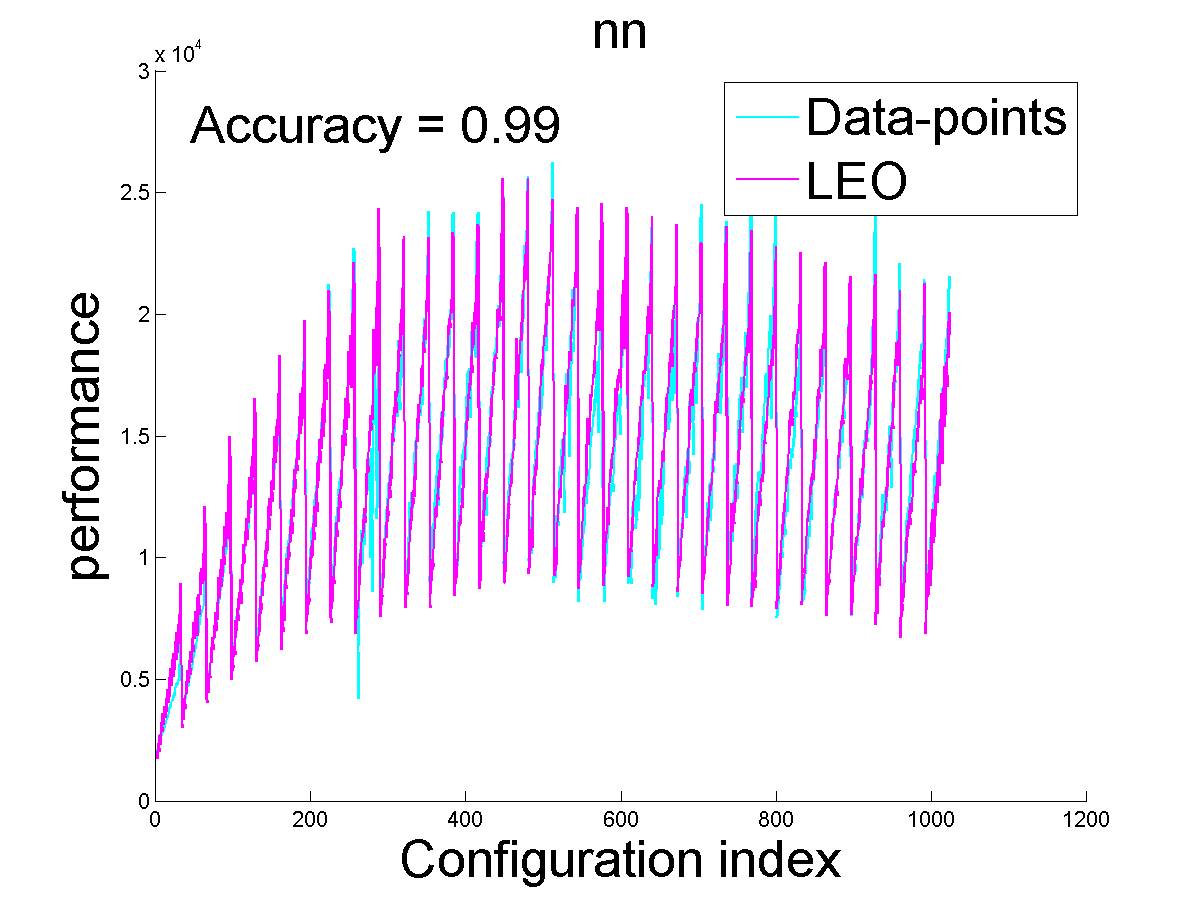 nn
x 10^4
3
2.5
2
1.5
1
0.5
0
Accuracy = 0.99
Data-points
LEO
performance
0 200 400 600 800 1000 1200
Configuration index